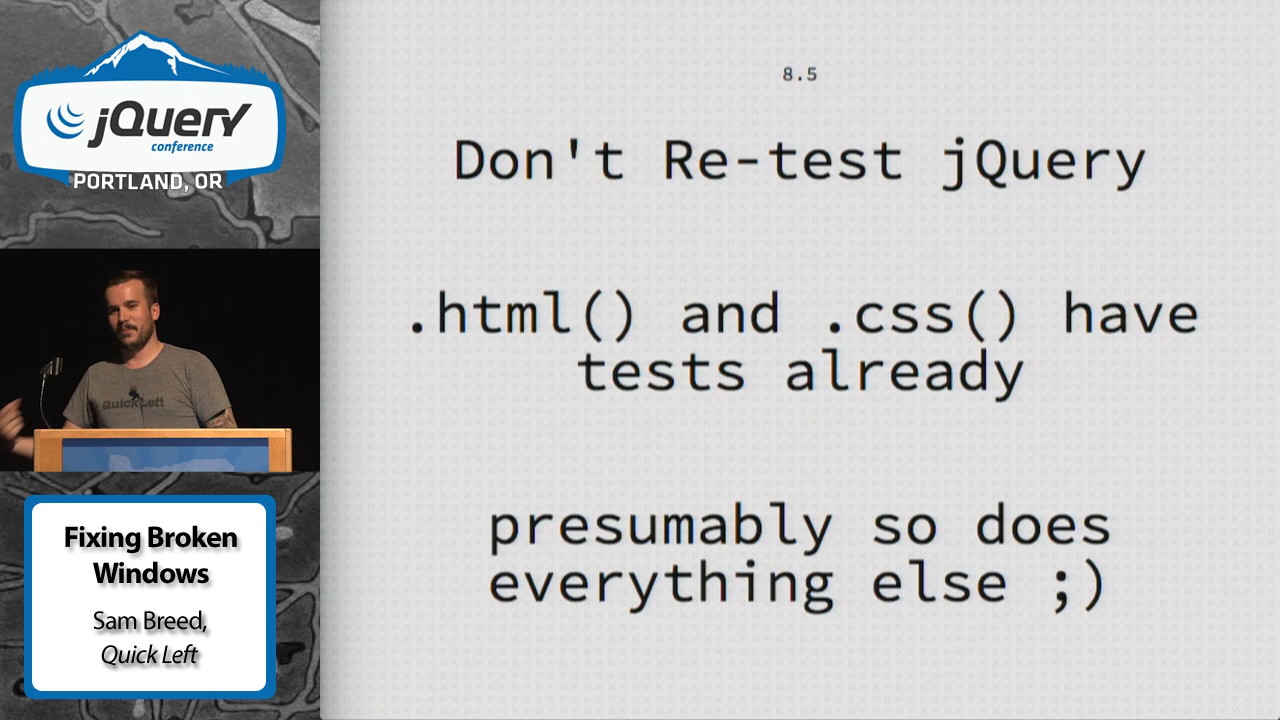 jQuery
conference
PORTLAND, OR
QuickLeft
Fixing Broken
Windows
Sam Breed,
Quick Left
8.5
Don't Re-test jQuery
.html() and .css() have
tests already
presumably so does
everything else ;)